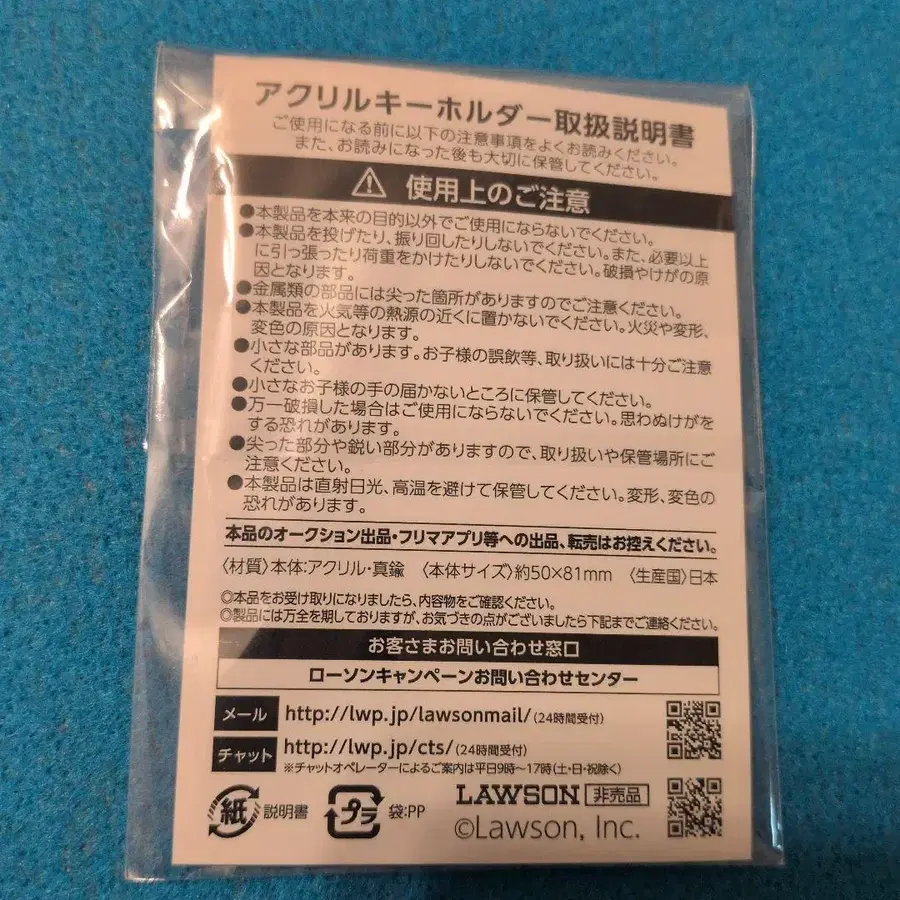 アクリルキーホルダー取扱説明書
ご使用になる前に以下の注意事項をよくお読みください。
また、お読みになった後も大切に保管してください。
使用上のご注意
●本製品を本来の目的以外でご使用にならないでください。
●本製品を投げたり、振り回したりしないでください。また、必要以上
に引っ張ったり荷重をかけたりしないでください。破損やけがの原
因となります。
●金属類の部品には尖った箇所がありますのでご注意ください。
●本製品を火気等の熱源の近くに置かないでください。火災や変形、
変色の原因となります。
●小さな部品があります。お子様の誤飲等、取り扱いには十分ご注意
ください。
●小さなお子様の手の届かないところに保管してください。
●万一破損した場合はご使用にならないでください。思わぬけがを
する恐れがあります。
●尖った部分や鋭い部分がありますので、取り扱いや保管場所にご
注意ください。
●本製品は直射日光、高温を避けて保管してください。変形、変色の
恐れがあります。
本品のオークション出品・フリマアプリ等への出品、転売はお控えください。
〈材質〉本体:アクリル・真鍮 〈本体サイズ〉約50×81mm 〈生産国〉日本
◎本品をお受け取りになりましたら、内容物をご確認ください。
◎製品には万全を期しておりますが、お気づきの点がございましたら下記までご連絡ください。
お客さまお問い合わせ窓口
ローソンキャンペーンお問い合わせセンター
メール http://lwp.jp/lawsonmail/(24時間受付)
チャット http://lwp.jp/cts/(24時間受付)
※チャットオペレーターによるご案内は平日9時〜17時(土・日・祝除く)
紙 説明書 プラ 袋:PP LAWSON 非売品
©Lawson, Inc.